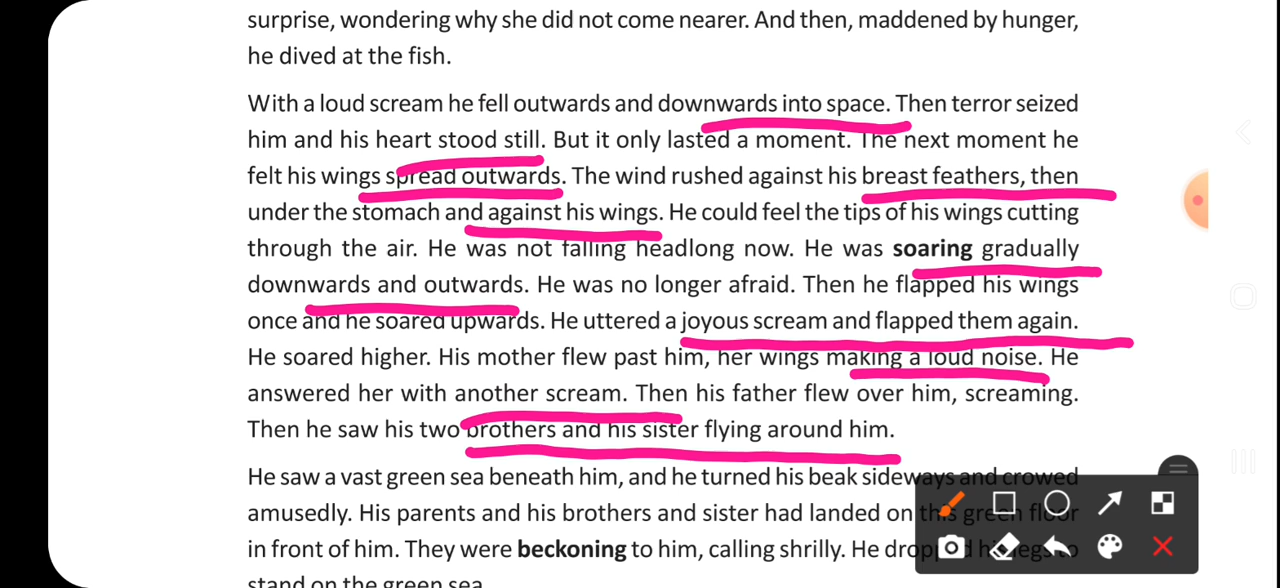 surprise, wondering why she did not come nearer. And then, maddened by hunger,
he dived at the fish.
With a loud scream he fell outwards and downwards into space. Then terror seized
him and his heart stood still. But it only lasted a moment. The next moment he
felt his wings spread outwards. The wind rushed against his breast feathers, then
under the stomach and against his wings. He could feel the tips of his wings cutting
through the air. He was not falling headlong now. He was soaring gradually
downwards and outwards. He was no longer afraid. Then he flapped his wings
once and he soared upwards. He uttered a joyous scream and flapped them again.
He soared higher. His mother flew past him, her wings making a loud noise. He
answered her with another scream. Then his father flew over him, screaming.
Then he saw his two brothers and his sister flying around him.
He saw a vast green sea beneath him, and he turned his beak sideways and crowed
amusedly. His parents and his brothers and sister had landed on this green floor
in front of him. They were beckoning to him, calling shrilly. He legs to
stand on the green sea.